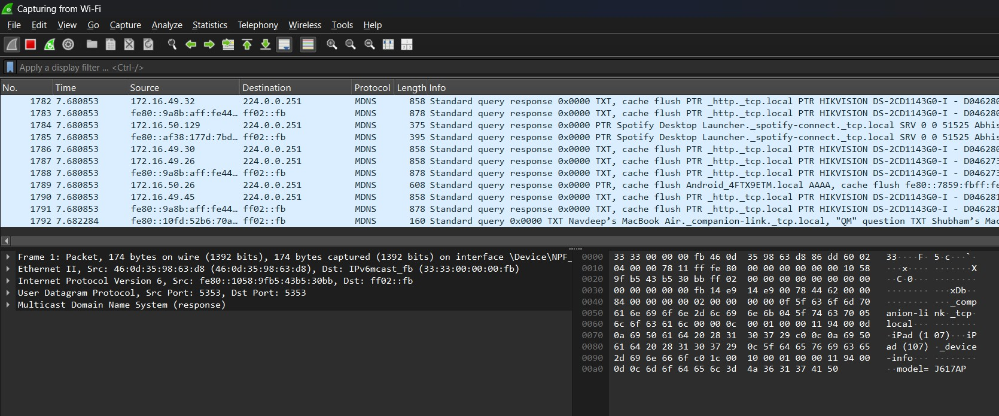 Capturing from Wi-Fi
File Edit View Go Capture Analyze Statistics Telephony Wireless Tools Help
Apply a display filter ... <Ctrl-/>
No. Time Source Destination Protocol Length Info
1782 7.680853 172.16.49.32 224.0.0.251 MDNS 858 Standard query response 0x0000 TXT, cache flush PTR _http._tcp.local PTR HIKVISION DS-2CD1143G0-I - D04628
1783 7.680853 fe80::9a8b:aff:fe44… ff02::fb MDNS 878 Standard query response 0x0000 TXT, cache flush PTR _http._tcp.local PTR HIKVISION DS-2CD1143G0-I - D04628
1784 7.680853 172.16.50.129 224.0.0.251 MDNS 375 Standard query response 0x0000 PTR Spotify Desktop Launcher._spotify-connect._tcp.local SRV 0 0 51525 Abhis
1785 7.680853 fe80::af38:177d:7bd… ff02::fb MDNS 395 Standard query response 0x0000 PTR Spotify Desktop Launcher._spotify-connect._tcp.local SRV 0 0 51525 Abhis
1786 7.680853 172.16.49.30 224.0.0.251 MDNS 858 Standard query response 0x0000 TXT, cache flush PTR _http._tcp.local PTR HIKVISION DS-2CD1143G0-I - D04628
1787 7.680853 172.16.49.26 224.0.0.251 MDNS 858 Standard query response 0x0000 TXT, cache flush PTR _http._tcp.local PTR HIKVISION DS-2CD1143G0-I - D04627
1788 7.680853 fe80::9a8b:aff:fe44… ff02::fb MDNS 878 Standard query response 0x0000 TXT, cache flush PTR _http._tcp.local PTR HIKVISION DS-2CD1143G0-I - D04627
1789 7.680853 172.16.50.26 224.0.0.251 MDNS 608 Standard query response 0x0000 PTR, cache flush Android_4FTX9ETM.local AAAA, cache flush fe80::7859:fbff:fe
1790 7.680853 172.16.49.45 224.0.0.251 MDNS 858 Standard query response 0x0000 TXT, cache flush PTR _http._tcp.local PTR HIKVISION DS-2CD1143G0-I - D04628
1791 7.680853 fe80::9a8b:aff:fe44… ff02::fb MDNS 878 Standard query response 0x0000 TXT, cache flush PTR _http._tcp.local PTR HIKVISION DS-2CD1143G0-I - D04628
1792 7.682284 fe80::10fd:52b6:70a… ff02::fb MDNS 160 Standard query 0x0000 TXT Navdeep’s MacBook Air._companion-link._tcp.local, "QM" question TXT Shubham’s Mac
Frame 1: Packet, 174 bytes on wire (1392 bits), 174 bytes captured (1392 bits) on interface \Device\NPF_
Ethernet II, Src: 46:0d:35:98:63:d8 (46:0d:35:98:63:d8), Dst: IPv6mcast_fb (33:33:00:00:00:fb)
Internet Protocol Version 6, Src: fe80::1058:9fb5:43b5:30bb, Dst: ff02::fb
User Datagram Protocol, Src Port: 5353, Dst Port: 5353
Multicast Domain Name System (response)
0000 33 33 00 00 00 fb 46 0d 35 98 63 d8 86 dd 60 02 33····F· 5·c···`·
0010 04 00 00 78 11 ff fe 80 00 00 00 00 00 00 10 58 ···x···· ·······X
0020 9f b5 43 b5 30 bb ff 02 00 00 00 00 00 00 00 00 ··C·0··· ········
0030 00 00 00 00 00 fb 14 e9 14 e9 00 78 44 62 00 00 ········ ···xDb··
0040 84 00 00 00 00 02 00 00 00 00 0f 5f 63 6f 6d 70 ········ ···_comp
0050 61 6e 69 6f 6e 2d 6c 69 6e 6b 04 5f 74 63 70 05 anion-li nk·_tcp·
0060 6c 6f 63 61 6c 00 00 0c 00 01 00 00 11 94 00 0d local··· ········
0070 0a 69 50 61 64 20 28 31 30 37 29 c0 0c 0a 69 50 ·iPad (1 07)···iP
0080 61 64 20 28 31 30 37 29 0c 5f 64 65 76 69 63 65 ad (107) ·_device
0090 2d 69 6e 66 6f c0 1c 00 10 00 01 00 00 11 94 00 -info··· ········
00a0 0d 0c 6d 6f 64 65 6c 3d 4a 36 31 37 41 50 ··model= J617AP